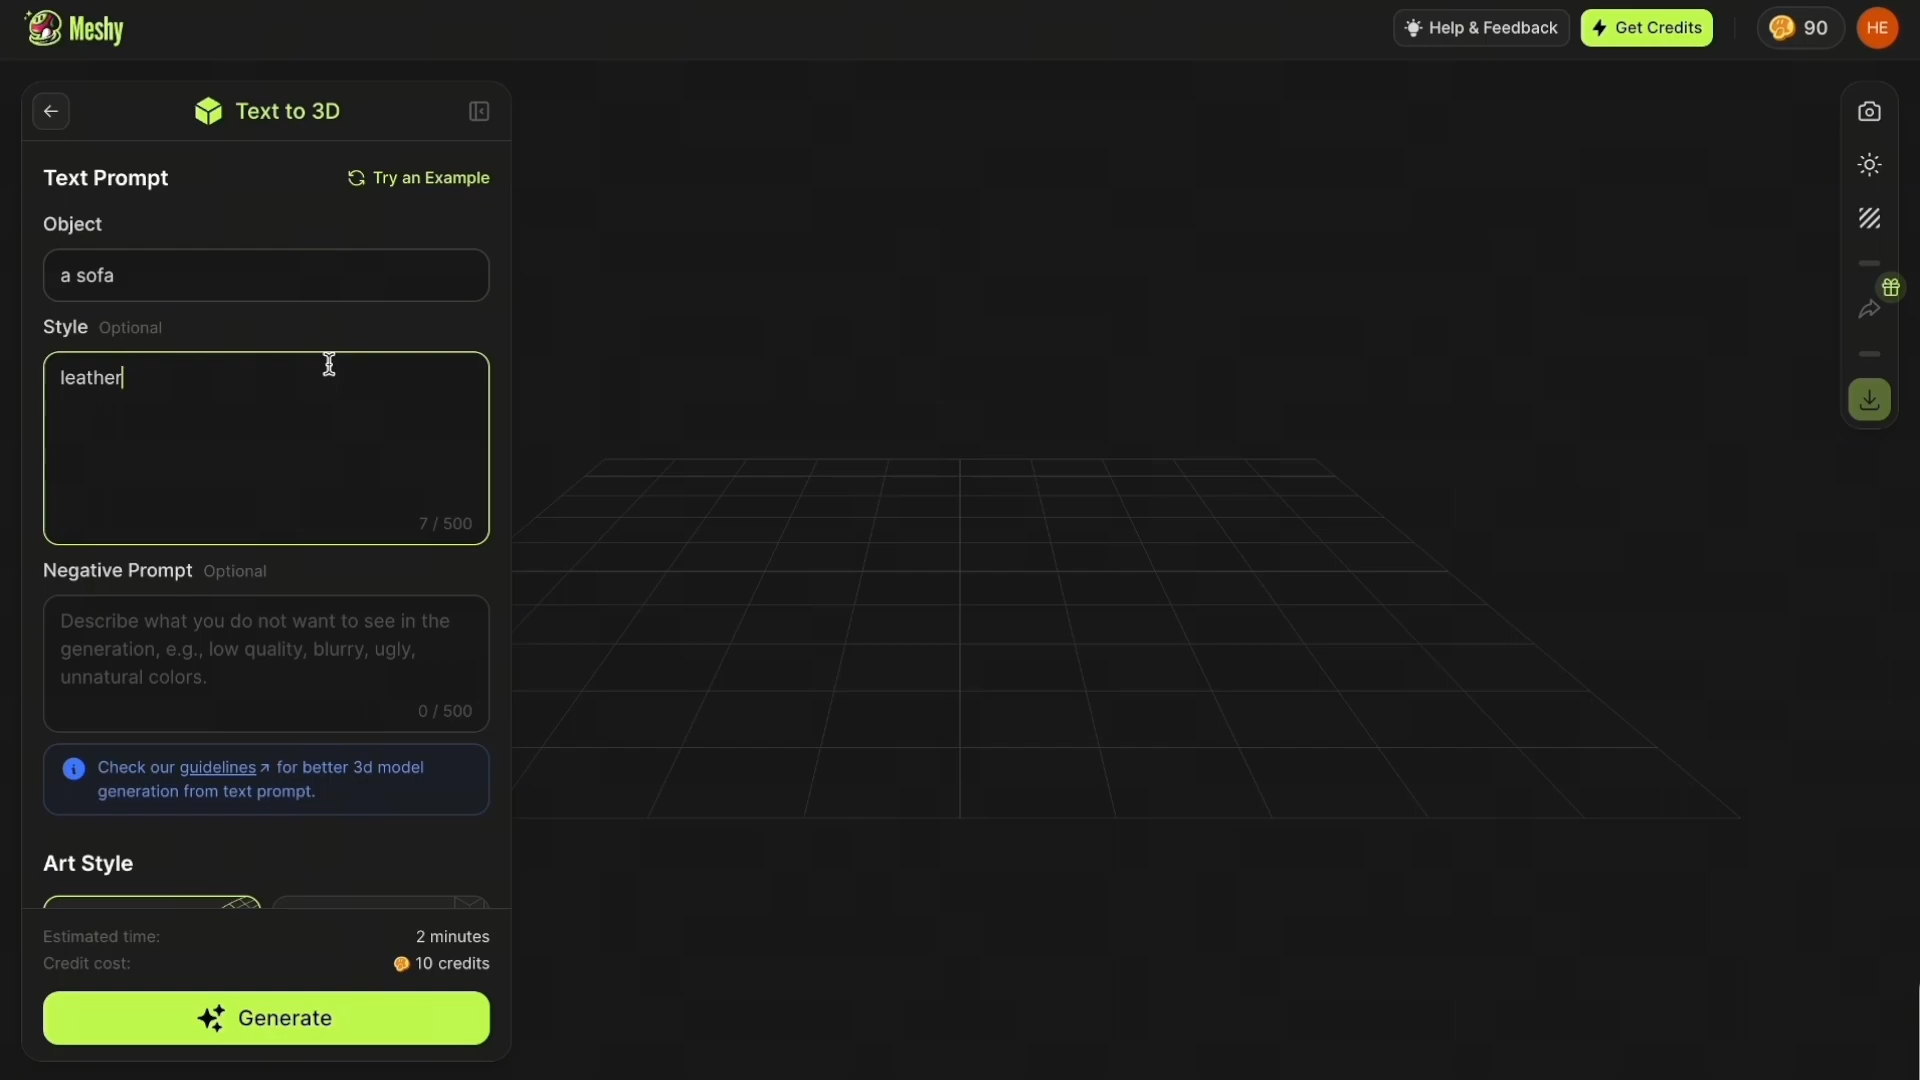 Meshy
Help & Feedback
Get Credits
90
HE
Text to 3D
Text Prompt
Try an Example
Object
a sofa
Style Optional
leather
7 / 500
Negative Prompt Optional
Describe what you do not want to see in the
generation, e.g., low quality, blurry, ugly,
unnatural colors.
0 / 500
Check our guidelines↗ for better 3d model
generation from text prompt.
Art Style
Estimated time: 2 minutes
Credit cost: 10 credits
Generate